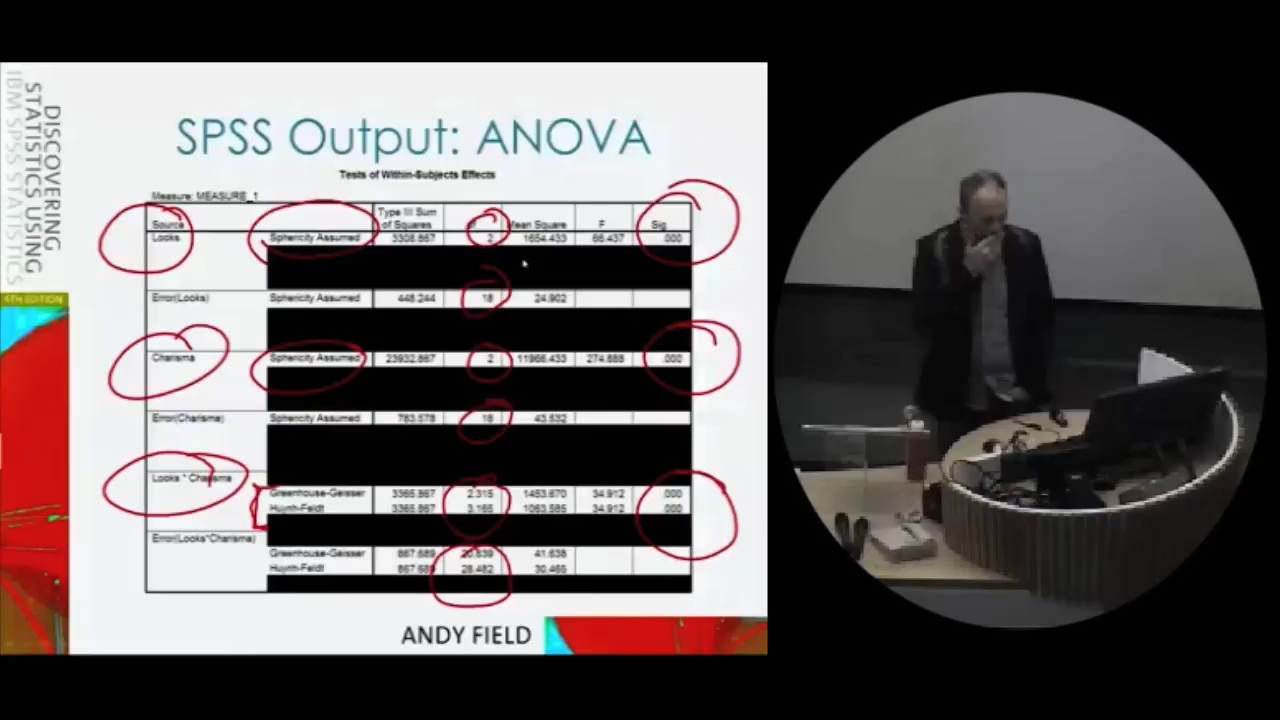 DISCOVERING
STATISTICS USING
IBM SPSS STATISTICS
4TH EDITION
SPSS Output: ANOVA
Tests of Within-Subjects Effects
Measure: MEASURE_1
Source Type III Sum of Squares df Mean Square F Sig.
Looks Sphericity Assumed 3308.867 2 1654.433 66.437 .000
Error(Looks) Sphericity Assumed 448.244 18 24.902
Charisma Sphericity Assumed 23932.867 2 11966.433 274.888 .000
Error(Charisma) Sphericity Assumed 783.578 18 43.532
Looks * Charisma
Greenhouse-Geisser 3365.867 2.315 1453.670 34.912 .000
Huynh-Feldt 3365.867 3.165 1063.585 34.912 .000
Error(Looks*Charisma)
Greenhouse-Geisser 867.689 20.839 41.638
Huynh-Feldt 867.689 28.482 30.465
ANDY FIELD